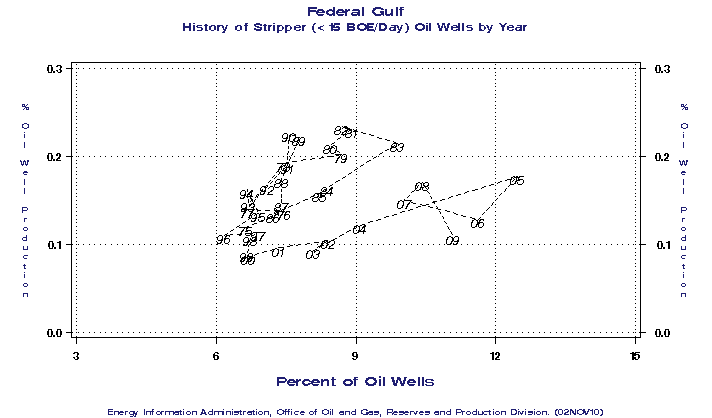 Federal Gulf
History of Stripper (< 15 BOE/Day) Oil Wells by Year
0.3 0.3
% Oil Well Production
% Oil Well Production
82 81
90 89
80 83
79
0.2 0.2
91
88
92 84
94 85
08 05
93 87
07
77 95 86 76
06
75 04
96 97 98 09
02
0.1 0.1
01 03
99 00
0.0 0.0
3 6 9 12 15
Percent of Oil Wells
Energy Information Administration, Office of Oil and Gas, Reserves and Production Division. (02NOV10)